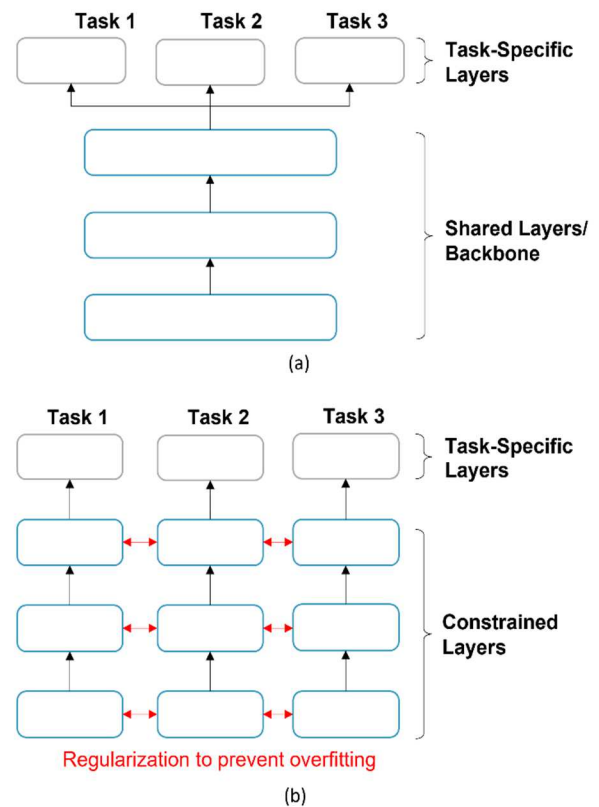 Task 1 Task 2 Task 3
Task-Specific
Layers
Shared Layers/
Backbone
(a)
Task 1 Task 2 Task 3
Task-Specific
Layers
Constrained
Layers
Regularization to prevent overfitting
(b)